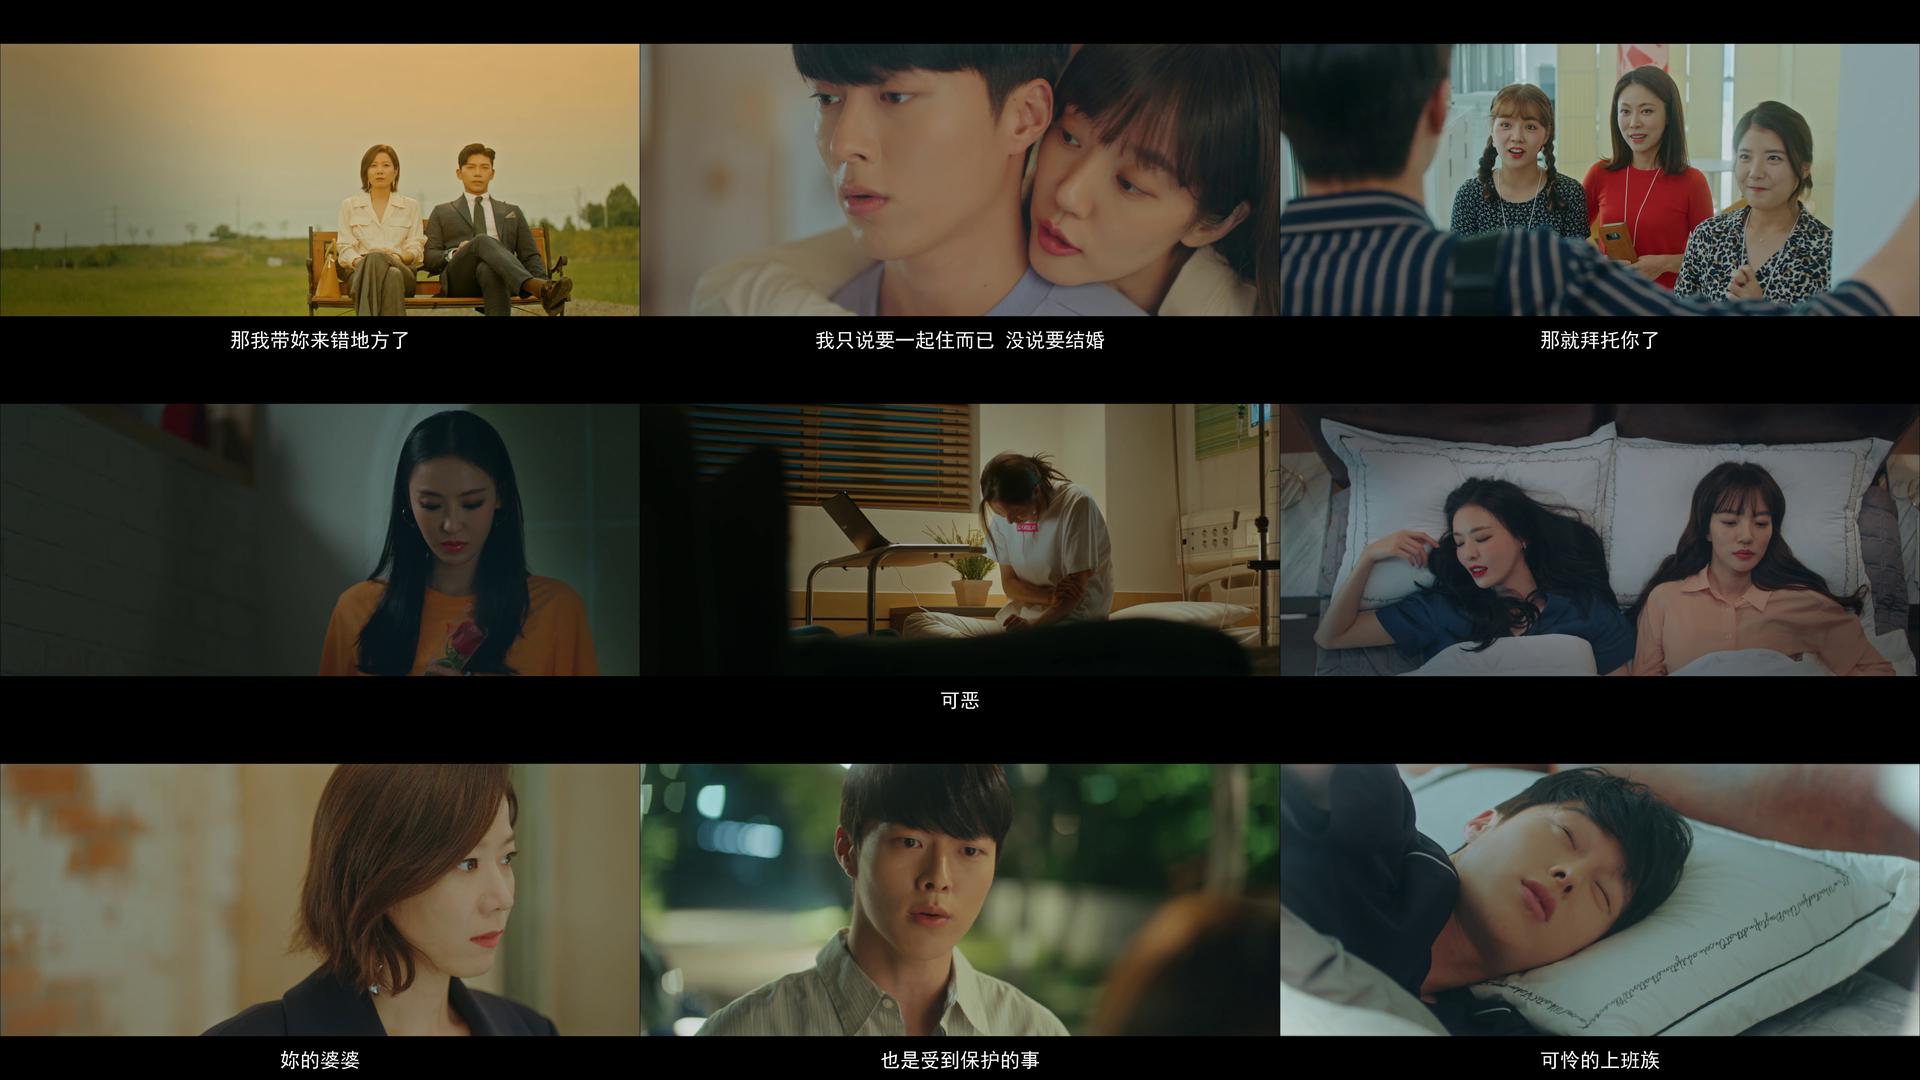 那我带妳来错地方了
我只说要一起住而已 没说要结婚
那就拜托你了
可恶
妳的婆婆
也是受到保护的事
可怜的上班族